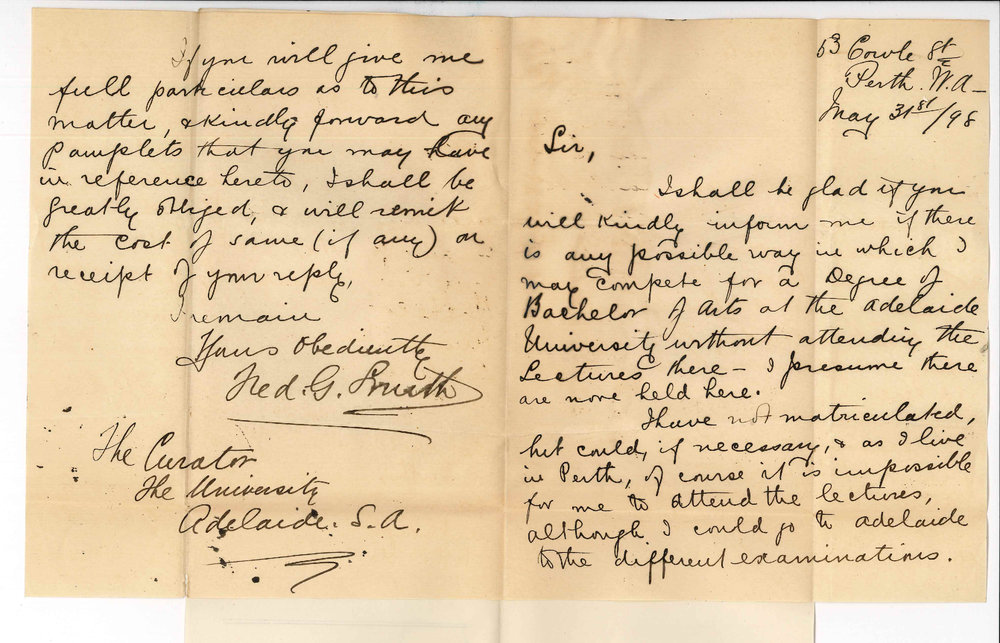 63 Cowle St
Perth. W.A-
May 31st/98
Sir,
I shall be glad if you
will kindly inform me if there
is any possible way in which I
may compete for a Degree of
Bachelor of Arts at the Adelaide
University without attending the
Lectures there - I presume there
are none held here.
I have not matriculated,
but could, if necessary, & as I live
in Perth, of course it is impossible
for me to attend the lectures,
although I could go to Adelaide
to the different examinations.
If you will give me
full particulars as to this
matter, & kindly forward any
Pamplets that you may have
in reference hereto, I shall be
greatly obliged, & will remit
the cost of same (if any) on
receipt of your reply,
I remain
Yours Obediently
Fred. G. Smith
The Curator
The University
Adelaide. S.A.